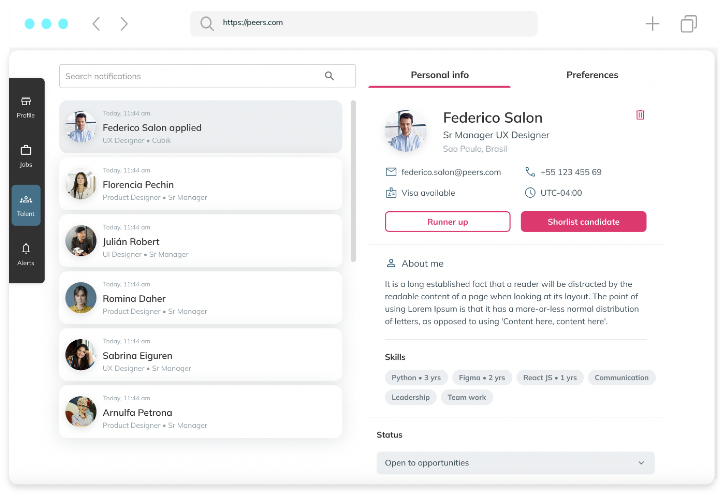 https://peers.com
Profile
Jobs
Talent
Alerts
Search notifications
Today, 11:44 am
Federico Salon applied
UX Designer • Cubik
Today, 11:44 am
Florencia Pechin
Product Designer • Sr Manager
Today, 11:44 am
Julián Robert
UI Designer • Sr Manager
Today, 11:44 am
Romina Daher
Product Designer • Sr Manager
Today, 11:44 am
Sabrina Eiguren
UX Designer • Sr Manager
Today, 11:44 am
Arnulfa Petrona
Product Designer • Sr Manager
Personal info
Preferences
Federico Salon
Sr Manager UX Designer
Sao Paulo, Brasil
federico.salon@peers.com
+55 123 455 69
Visa available
UTC-04:00
Runner up
Shorlist candidate
About me
It is a long established fact that a reader will be distracted by the
readable content of a page when looking at its layout. The point of
using Lorem Ipsum is that it has a more-or-less normal distribution
of letters, as opposed to using 'Content here, content here'.
Skills
Python • 3 yrs
Figma • 2 yrs
React JS • 1 yrs
Communication
Leadership
Team work
Status
Open to opportunities